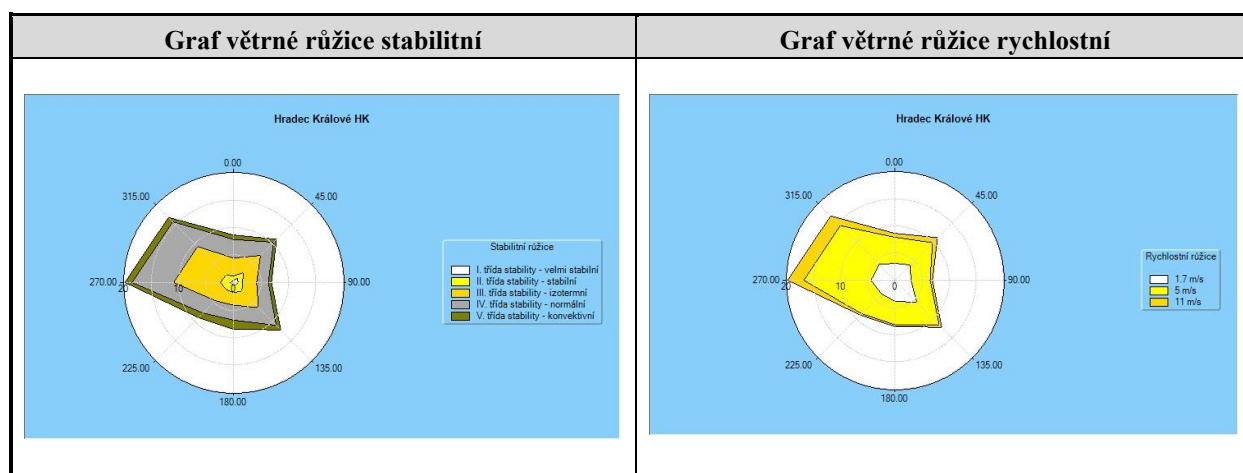 Graf větrné růžice stabilitní
Graf větrné růžice rychlostní
Hradec Králové HK
0.00
315.00
45.00
270.00
20
10
90.00
225.00
135.00
180.00
Stabilitní růžice
I. třída stability - velmi stabilní
II. třída stability - stabilní
III. třída stability - izotermní
IV. třída stability - normální
V. třída stability - konvektivní
Hradec Králové HK
0.00
315.00
45.00
270.00
20
10
0
90.00
225.00
135.00
180.00
Rychlostní růžice
1.7 m/s
5 m/s
11 m/s